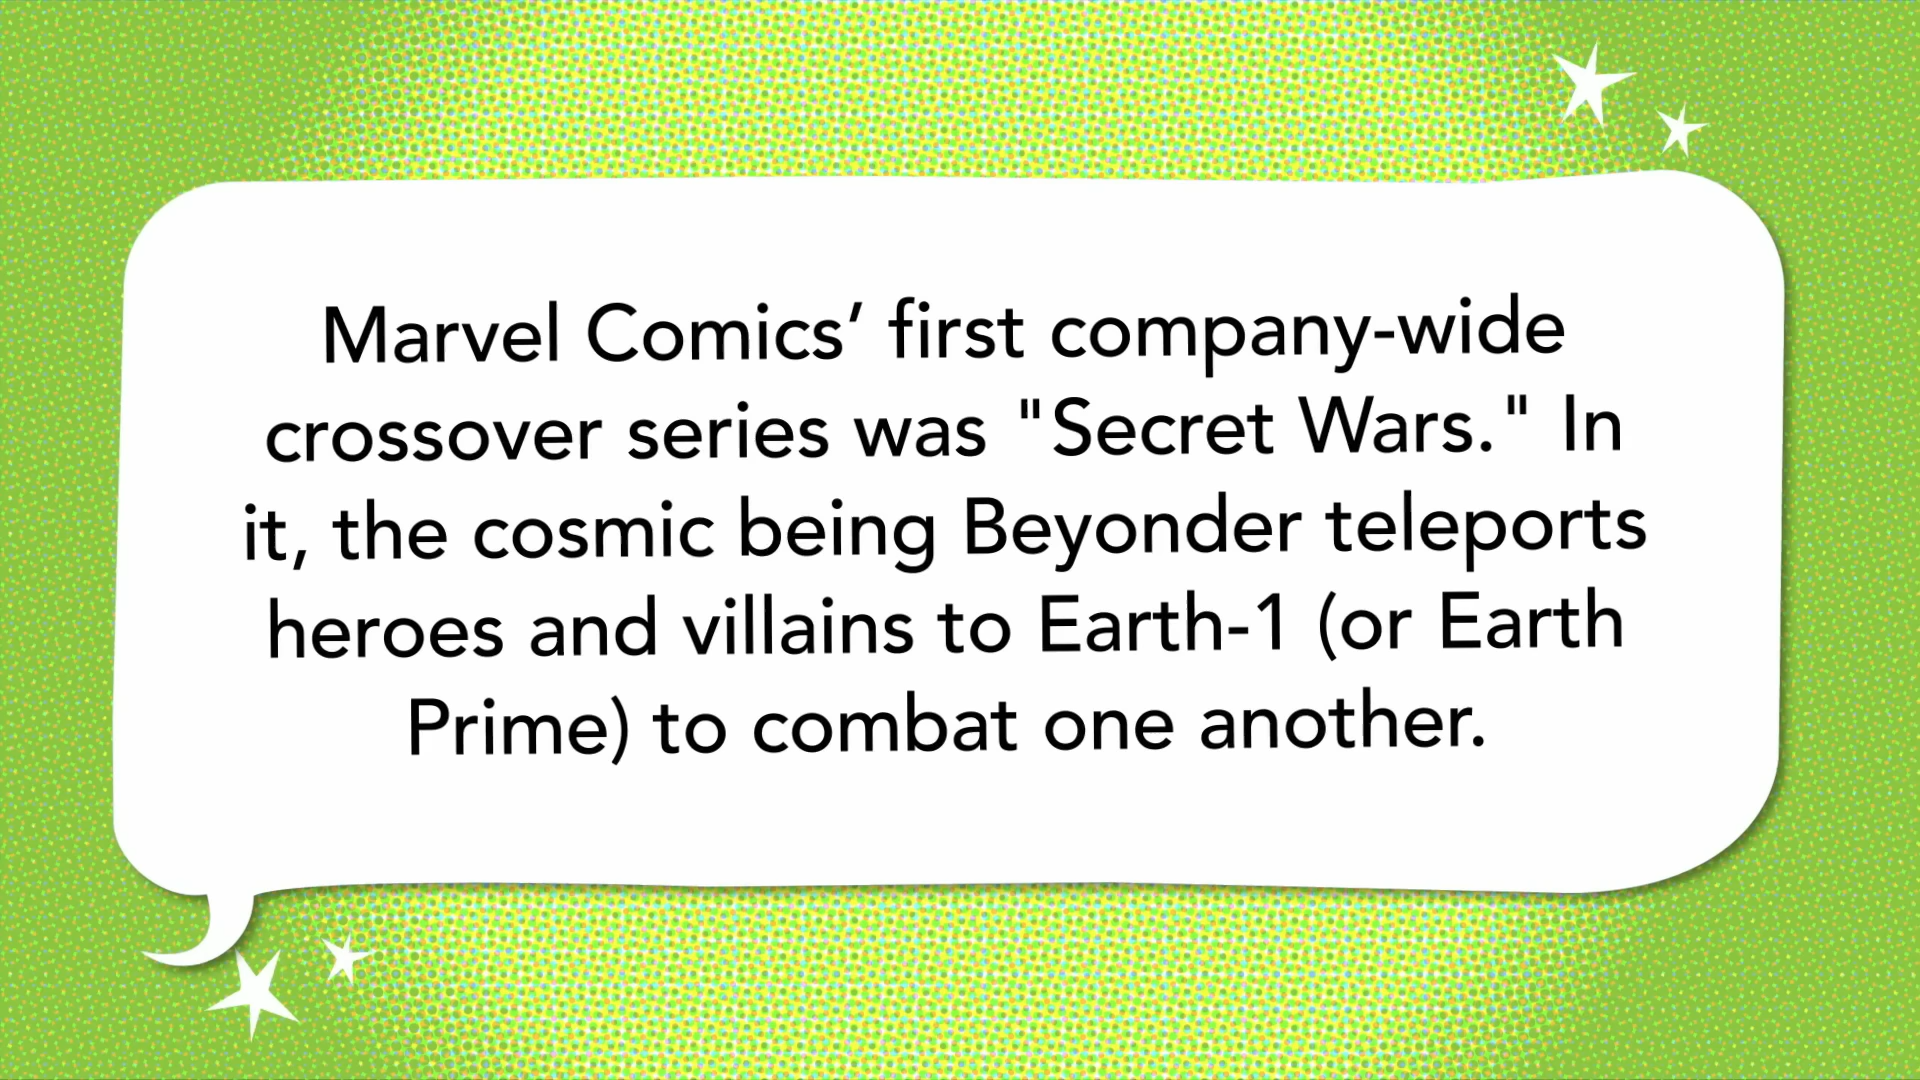 Marvel Comics’ first company-wide
crossover series was "Secret Wars." In
it, the cosmic being Beyonder teleports
heroes and villains to Earth-1 (or Earth
Prime) to combat one another.